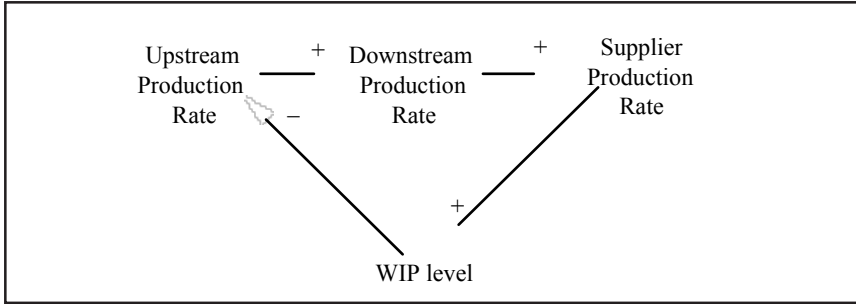 Upstream
Production
Rate
+
Downstream
Production
Rate
+
Supplier
Production
Rate
–
+
WIP level